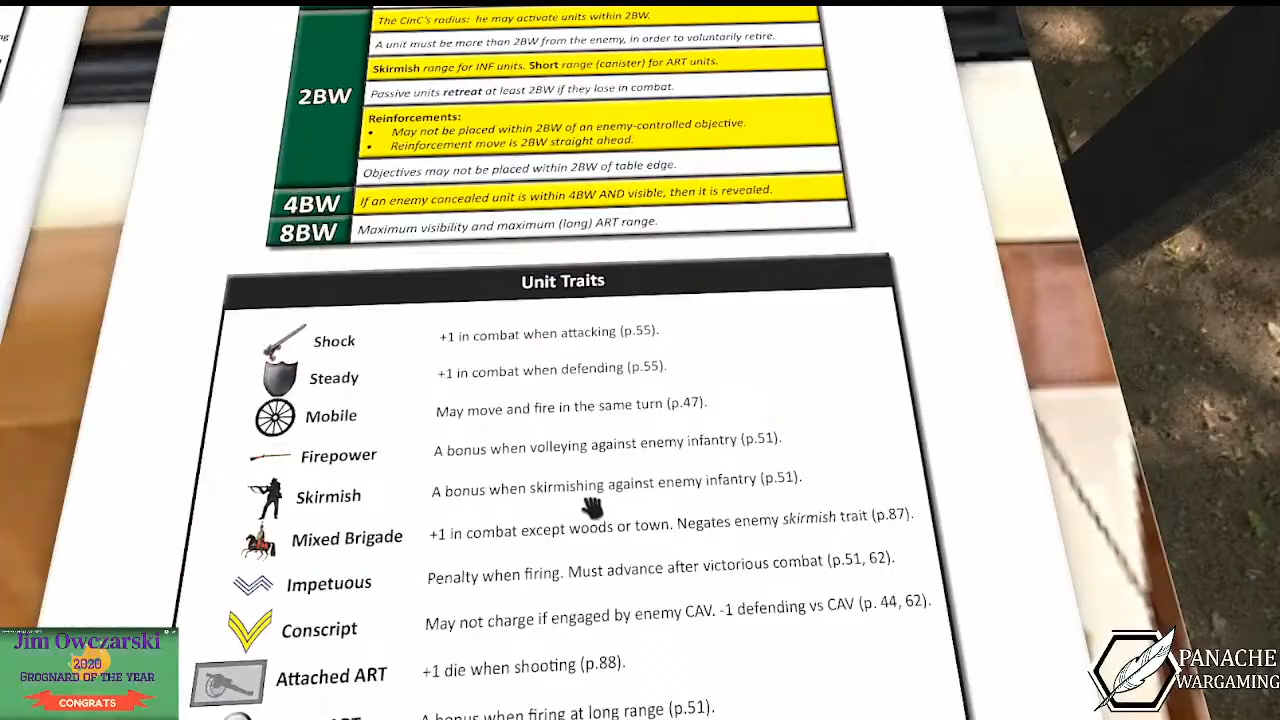 The CinC's radius: he may activate units within 2BW.
A unit must be more than 2BW from the enemy, in order to voluntarily retire.
Skirmish range for INF units. Short range (canister) for ART units.
2BW
Passive units retreat at least 2BW if they lose in combat.
Reinforcements:
• May not be placed within 2BW of an enemy-controlled objective.
• Reinforcement move is 2BW straight ahead.
Objectives may not be placed within 2BW of table edge.
4BW If an enemy concealed unit is within 4BW AND visible, then it is revealed.
8BW Maximum visibility and maximum (long) ART range.
Unit Traits
Shock +1 in combat when attacking (p.55).
Steady +1 in combat when defending (p.55).
Mobile May move and fire in the same turn (p.47).
Firepower A bonus when volleying against enemy infantry (p.51).
Skirmish A bonus when skirmishing against enemy infantry (p.51).
Mixed Brigade +1 in combat except woods or town. Negates enemy skirmish trait (p.87).
Impetuous Penalty when firing. Must advance after victorious combat (p.51, 62).
Conscript May not charge if engaged by enemy CAV. -1 defending vs CAV (p. 44, 62).
Attached ART +1 die when shooting (p.88).
ART A bonus when firing at long range (p.51).
Jim Owczarski
2020
GROGNARD OF THE YEAR
CONGRATS
PANACHE
WARGAMING